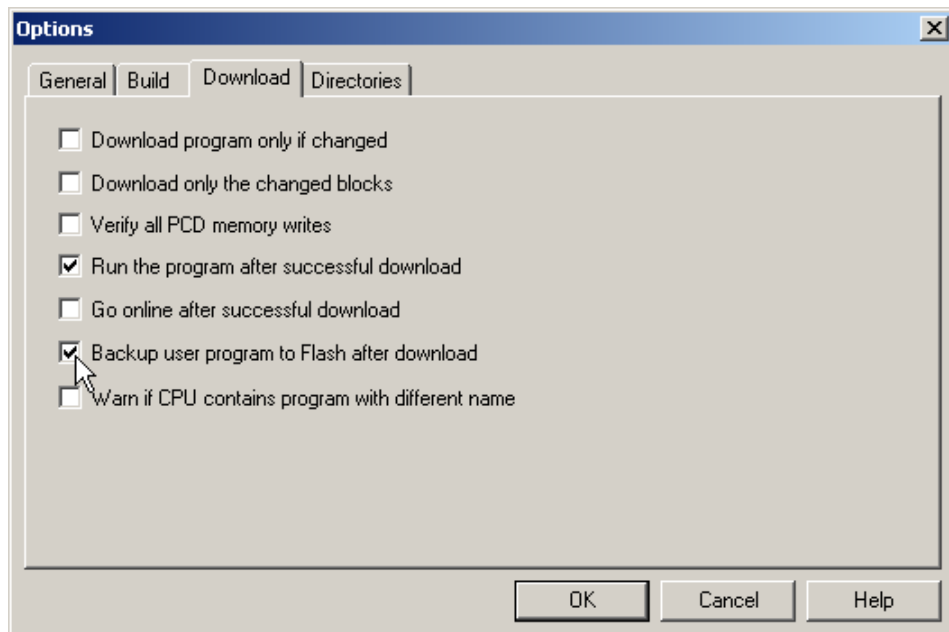 Options
General Build Download Directories
Download program only if changed
Download only the changed blocks
Verify all PCD memory writes
Run the program after successful download
Go online after successful download
Backup user program to Flash after download
Warn if CPU contains program with different name
OK Cancel Help